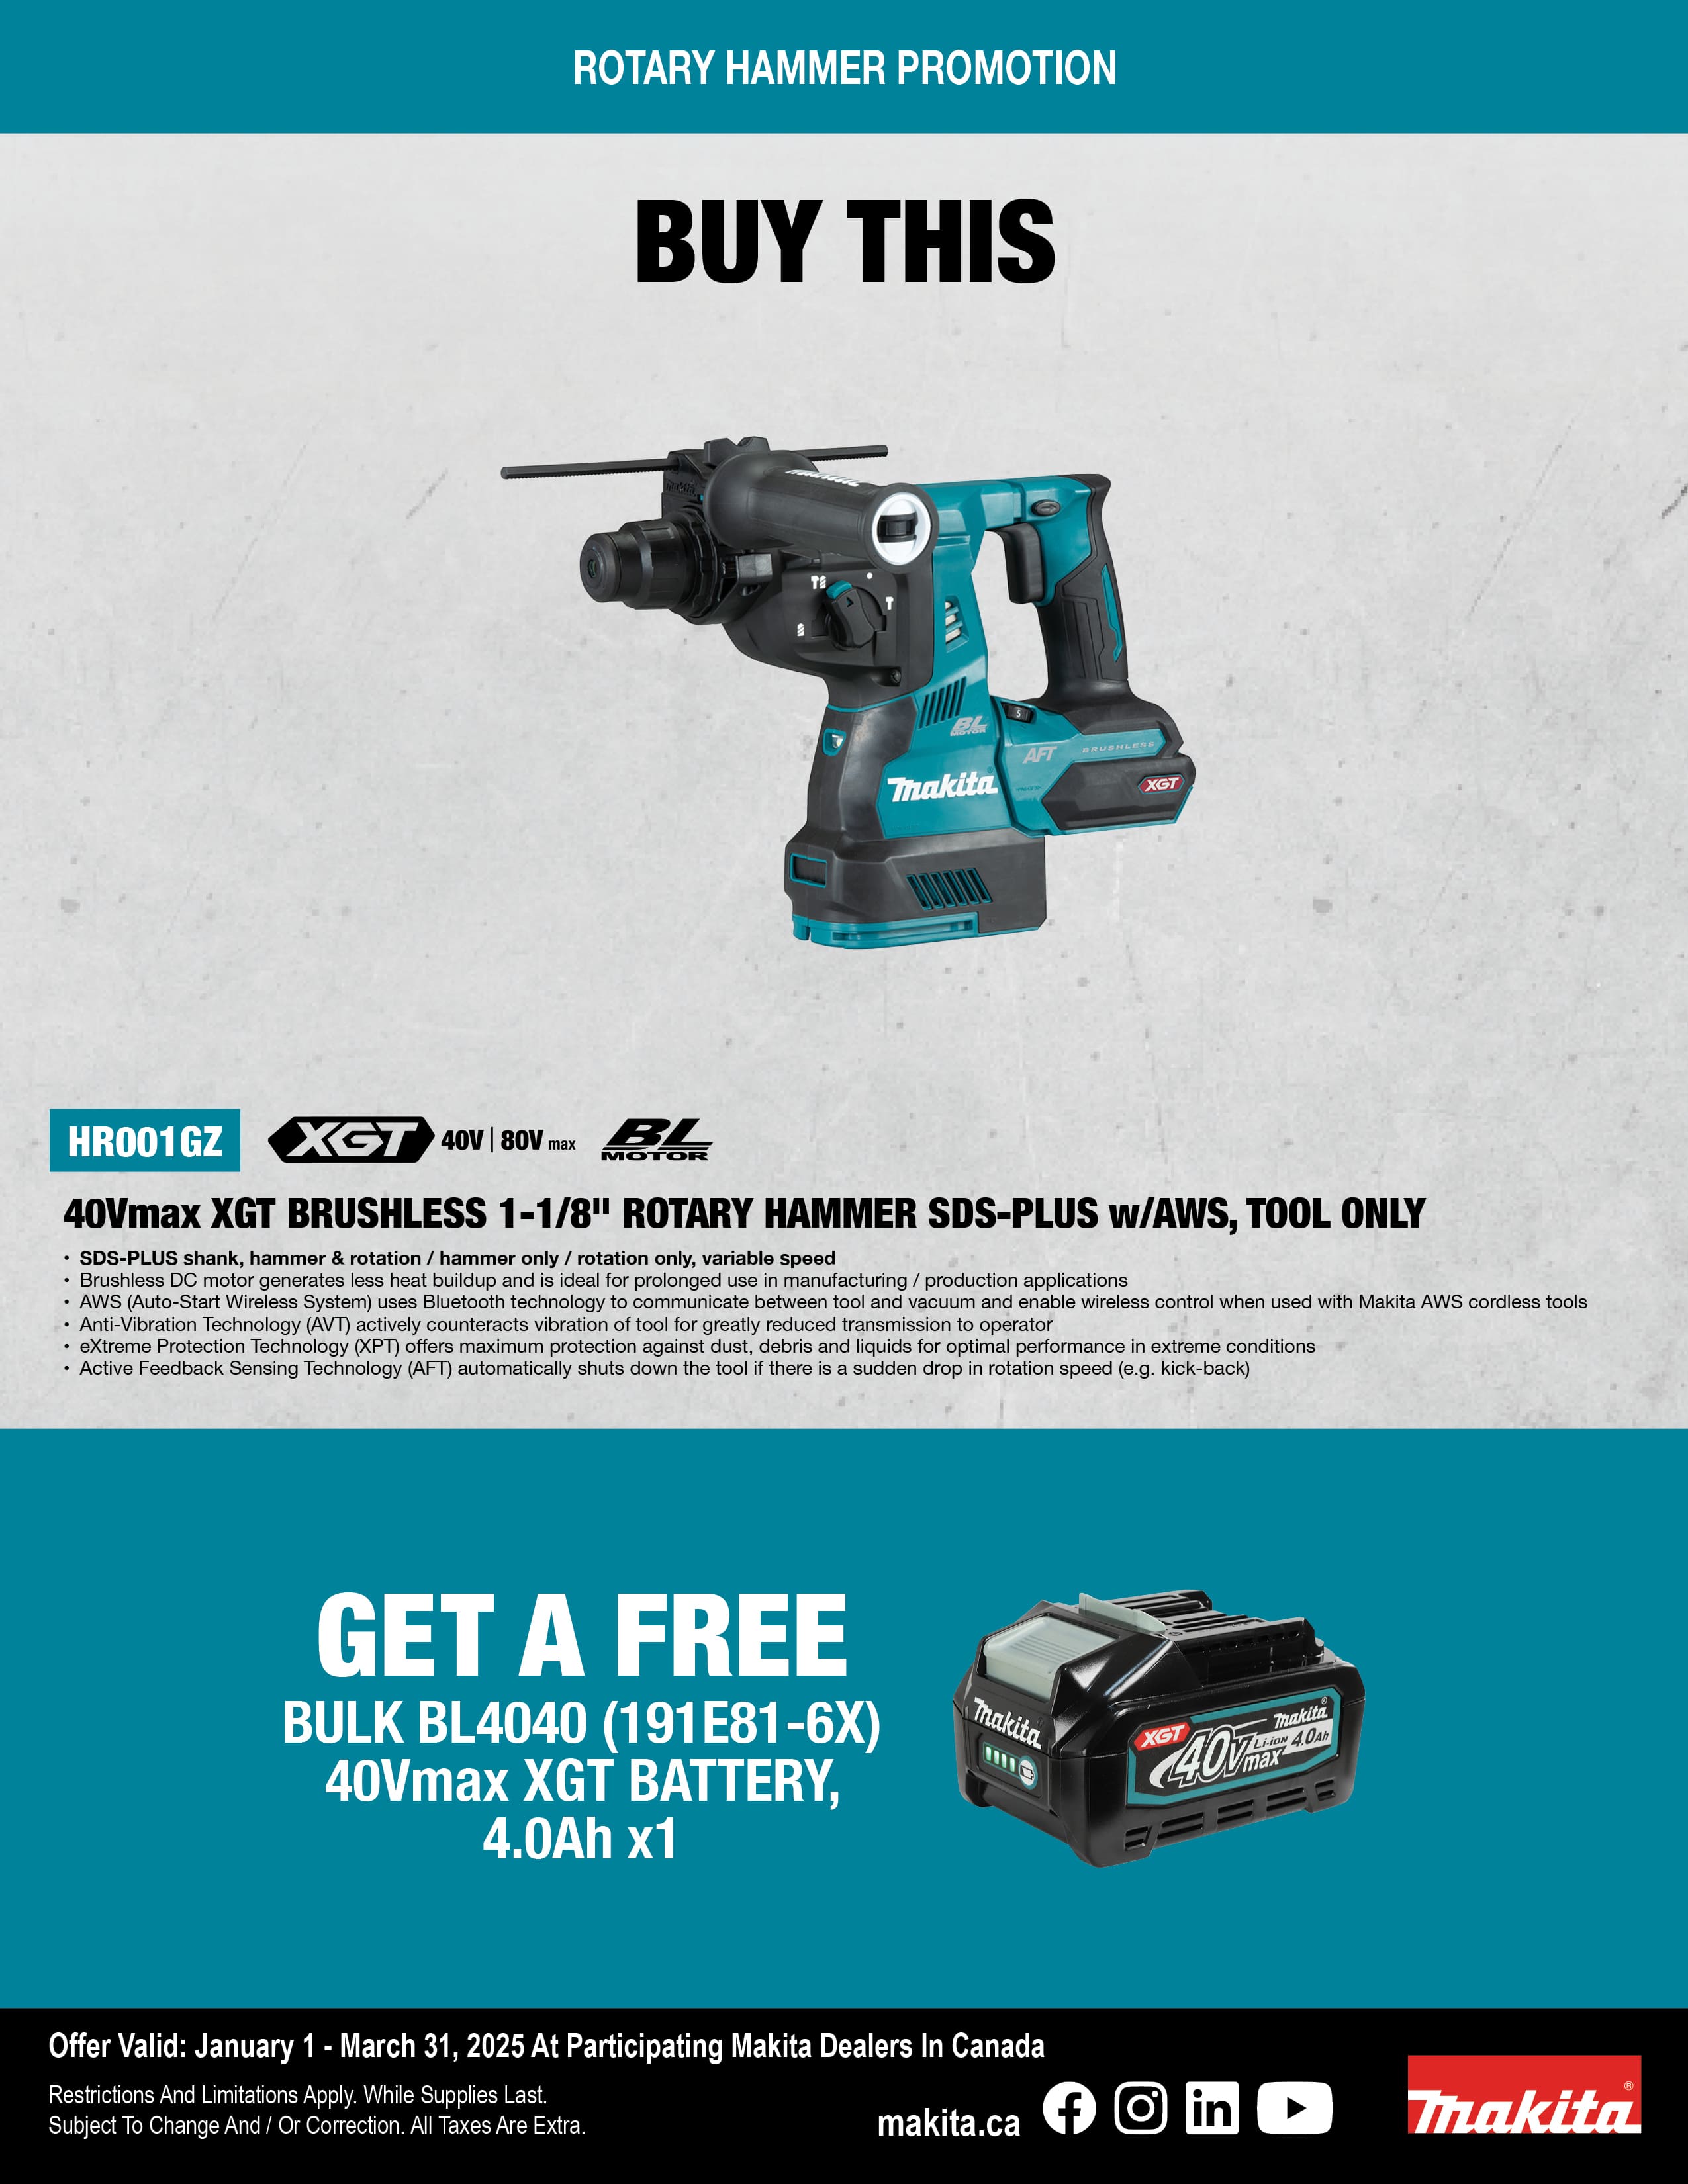 ROTARY HAMMER PROMOTION
BUY THIS
makita
BL
MOTOR
5
AFT
BRUSHLESS
makita
XGT
HR001GZ
XGT 40V | 80V max
BL
MOTOR
40Vmax XGT BRUSHLESS 1-1/8" ROTARY HAMMER SDS-PLUS w/AWS, TOOL ONLY
• SDS-PLUS shank, hammer & rotation / hammer only / rotation only, variable speed
• Brushless DC motor generates less heat buildup and is ideal for prolonged use in manufacturing / production applications
• AWS (Auto-Start Wireless System) uses Bluetooth technology to communicate between tool and vacuum and enable wireless control when used with Makita AWS cordless tools
• Anti-Vibration Technology (AVT) actively counteracts vibration of tool for greatly reduced transmission to operator
• eXtreme Protection Technology (XPT) offers maximum protection against dust, debris and liquids for optimal performance in extreme conditions
• Active Feedback Sensing Technology (AFT) automatically shuts down the tool if there is a sudden drop in rotation speed (e.g. kick-back)
GET A FREE
BULK BL4040 (191E81-6X)
40Vmax XGT BATTERY,
4.0Ah x1
makita
XGT
makita®
40Vmax
Li-ion 4.0Ah
Offer Valid: January 1 - March 31, 2025 At Participating Makita Dealers In Canada
Restrictions And Limitations Apply. While Supplies Last.
Subject To Change And / Or Correction. All Taxes Are Extra.
makita.ca
in
makita®